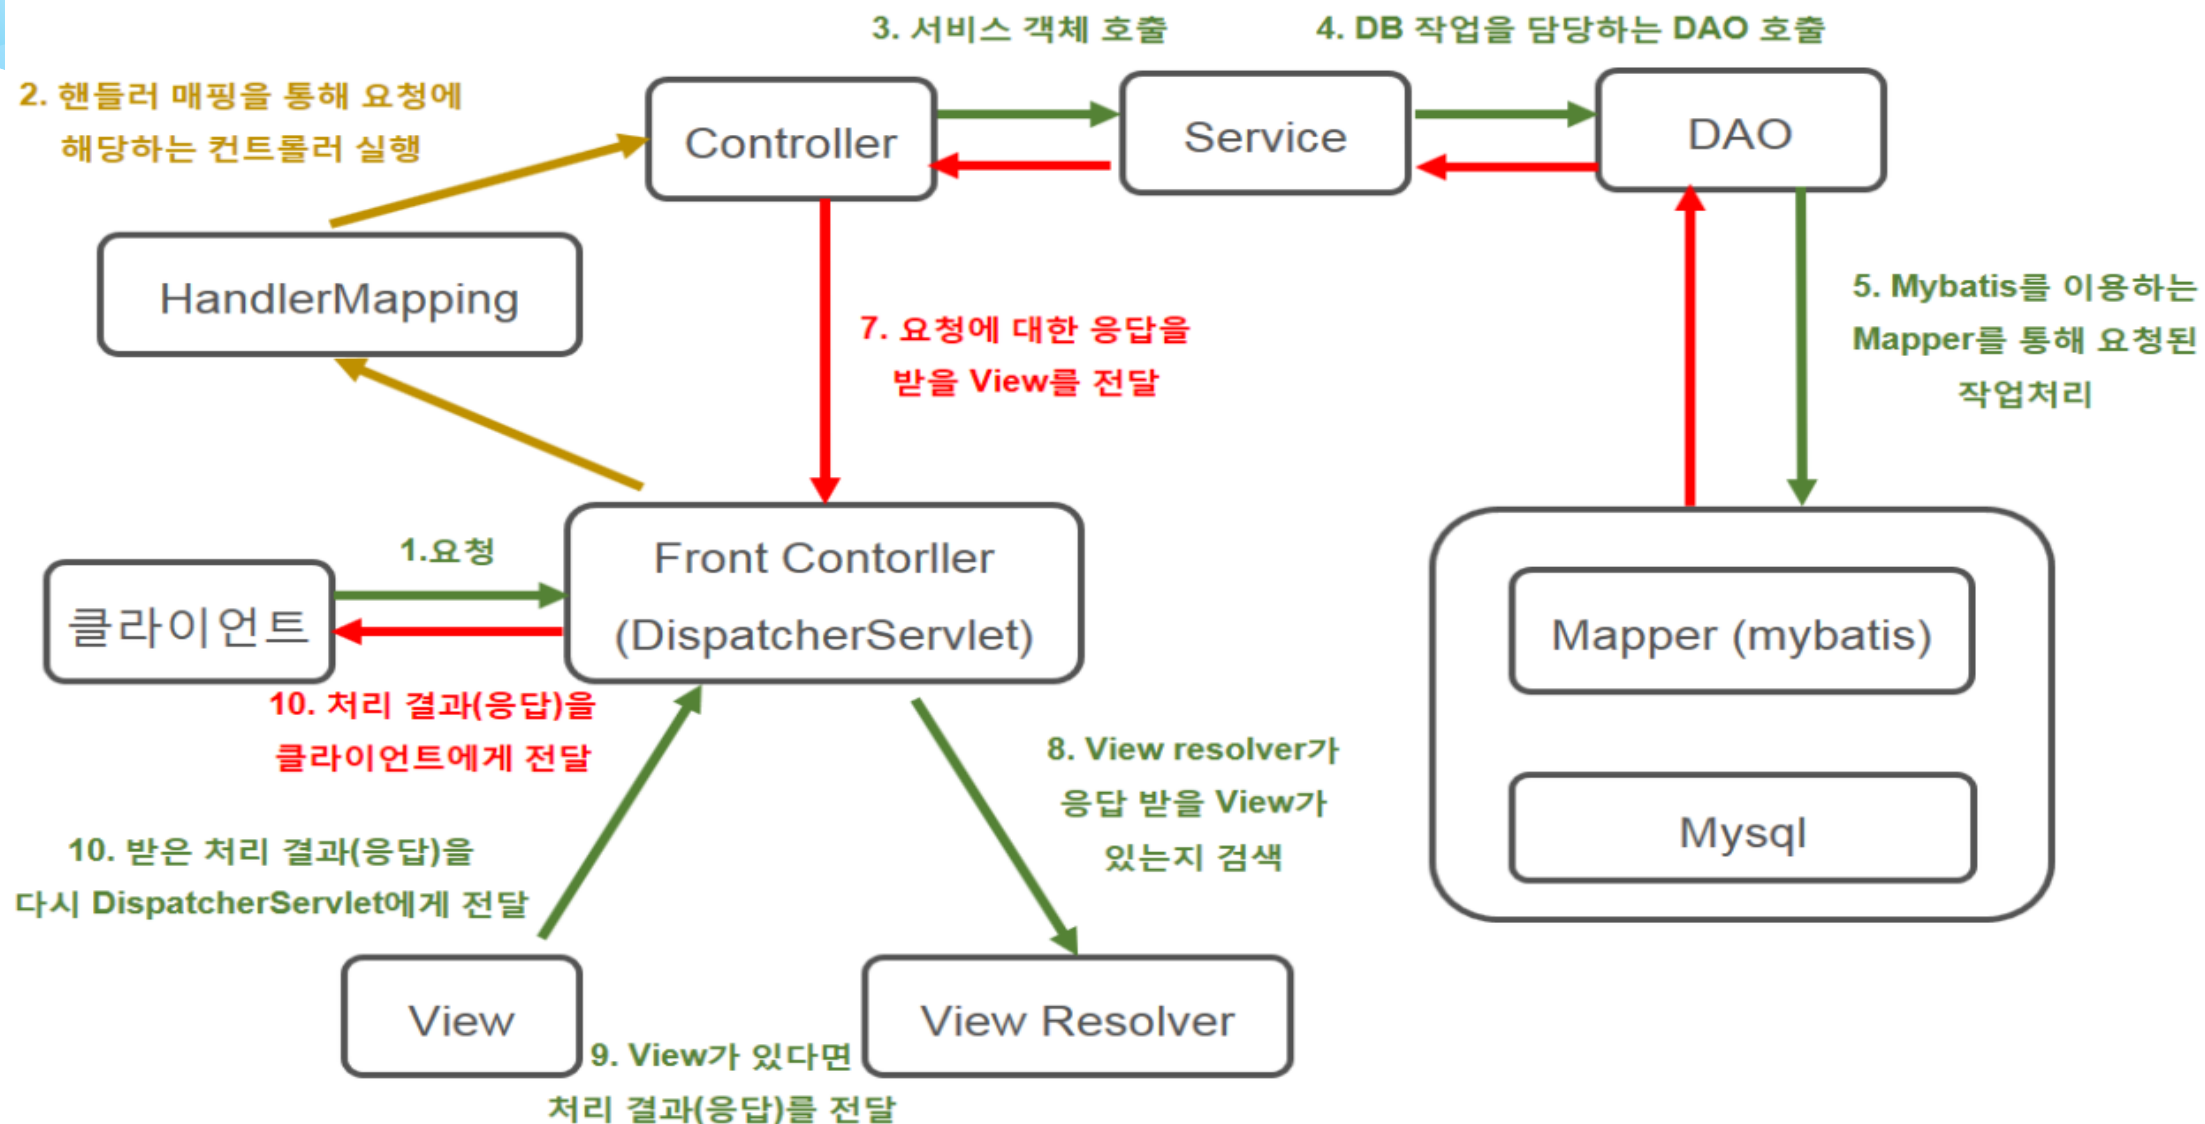 3. 서비스 객체 호출
4. DB 작업을 담당하는 DAO 호출
2. 핸들러 매핑을 통해 요청에
해당하는 컨트롤러 실행
Controller
Service
DAO
HandlerMapping
7. 요청에 대한 응답을
받을 View를 전달
5. Mybatis를 이용하는
Mapper를 통해 요청된
작업처리
1.요청
클라이언트
Front Contorller
(DispatcherServlet)
Mapper (mybatis)
Mysql
10. 처리 결과(응답)을
클라이언트에게 전달
8. View resolver가
응답 받을 View가
있는지 검색
10. 받은 처리 결과(응답)을
다시 DispatcherServlet에게 전달
View
9. View가 있다면
처리 결과(응답)를 전달
View Resolver